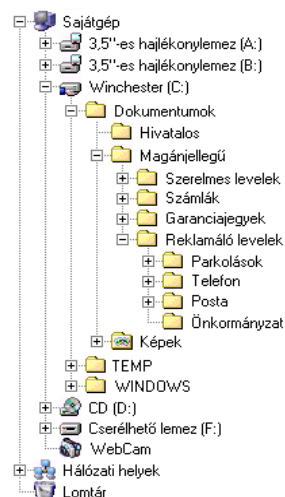 Sajátgép
3,5''-es hajlékonylemez (A:)
3,5''-es hajlékonylemez (B:)
Winchester (C:)
Dokumentumok
Hivatalos
Magánjellegű
Szerelmes levelek
Számlák
Garanciajegyek
Reklamáló levelek
Parkolások
Telefon
Posta
Önkormányzat
Képek
TEMP
WINDOWS
CD (D:)
Cserélhető lemez (F:)
WebCam
Hálózati helyek
Lomtár